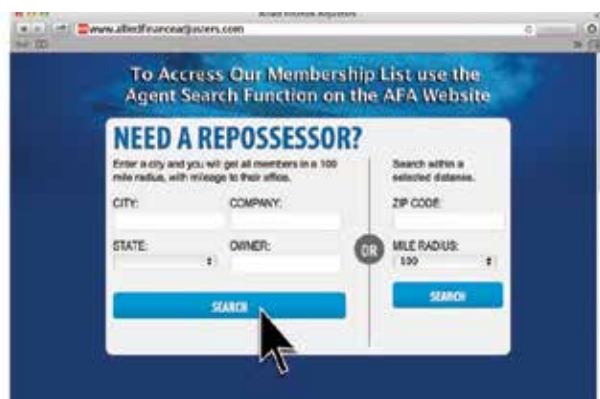 www.alliedfinanceadjusters.com
To Accress Our Membership List use the
Agent Search Function on the AFA Website
NEED A REPOSSESSOR?
Enter a city and you will get all members in a 100
mile radius, with mileage to their office.
CITY:
COMPANY:
STATE:
OWNER:
SEARCH
OR
Search within a
selected distance.
ZIP CODE:
MILE RADIUS:
100
SEARCH